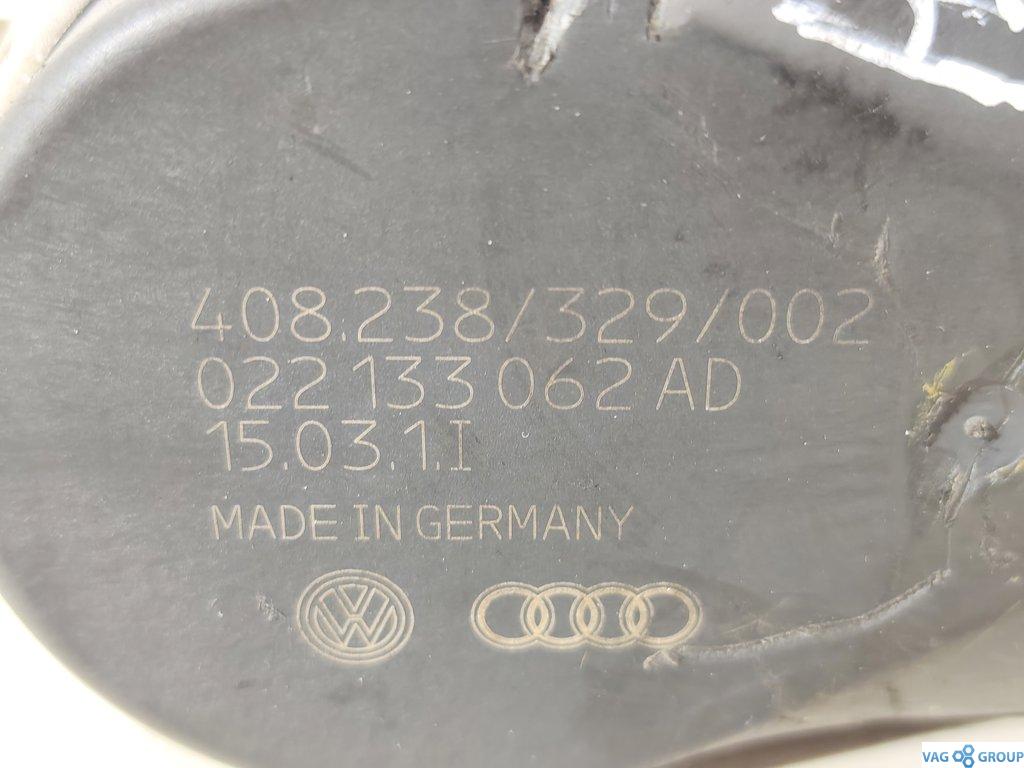 408.238/329/002
022 133 062 AD
15.03.1.I
MADE IN GERMANY
VAG GROUP